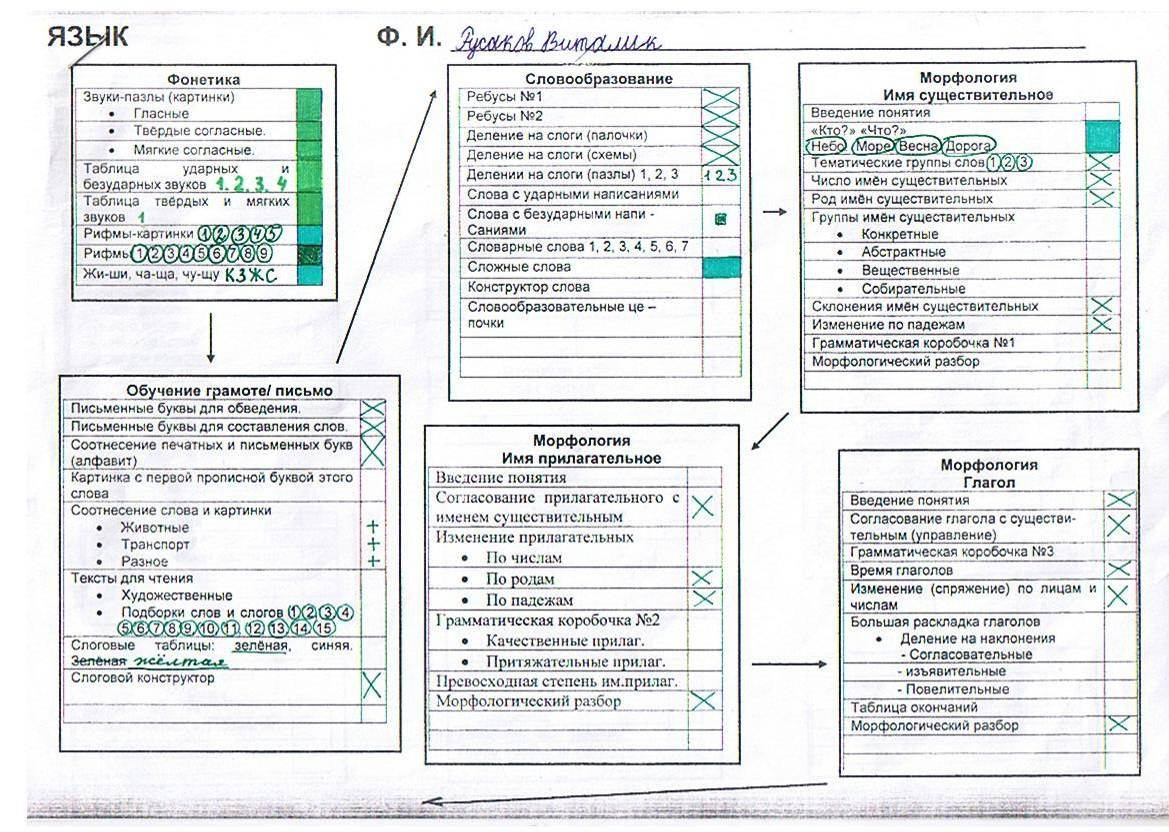 ЯЗЫК
Ф. И. Русаков Виталик
Фонетика
Звуки-пазлы (картинки)
• Гласные
• Твёрдые согласные.
• Мягкие согласные.
Таблица ударных и
безударных звуков 1. 2. 3. 4
Таблица твёрдых и мягких
звуков 1
Рифмы-картинки 1 2 3 4 5
Рифмы 1 2 3 4 5 6 7 8 9
Жи-ши, ча-ща, чу-щу КЗЖС
Обучение грамоте/ письмо
Письменные буквы для обведения.
Письменные буквы для составления слов.
Соотнесение печатных и письменных букв
(алфавит)
Картинка с первой прописной буквой этого
слова
Соотнесение слова и картинки
• Животные +
• Транспорт +
• Разное +
Тексты для чтения
• Художественные
• Подборки слов и слогов 1 2 3 4
5 6 7 8 9 10 11 12 13 14 15
Слоговые таблицы: зелёная, синяя.
Зелёная жёлтая
Слоговой конструктор
Словообразование
Ребусы №1
Ребусы №2
Деление на слоги (палочки)
Деление на слоги (схемы)
Делении на слоги (пазлы) 1, 2, 3 1 2 3
Слова с ударными написаниями
Слова с безударными напи -
Саниями
Словарные слова 1, 2, 3, 4, 5, 6, 7
Сложные слова
Конструктор слова
Словообразовательные це –
почки
Морфология
Имя существительное
Введение понятия
«Кто?» «Что?»
Небо Море Весна Дорога
Тематические группы слов 1 2 3
Число имён существительных
Род имён существительных
Группы имён существительных
• Конкретные
• Абстрактные
• Вещественные
• Собирательные
Склонения имён существительных
Изменение по падежам
Грамматическая коробочка №1
Морфологический разбор
Морфология
Имя прилагательное
Введение понятия
Согласование прилагательного с
именем существительным
Изменение прилагательных
• По числам
• По родам
• По падежам
Грамматическая коробочка №2
• Качественные прилаг.
• Притяжательные прилаг.
Превосходная степень им.прилаг.
Морфологический разбор
Морфология
Глагол
Введение понятия
Согласование глагола с существи-
тельным (управление)
Грамматическая коробочка №3
Время глаголов
Изменение (спряжение) по лицам и
числам
Большая раскладка глаголов
• Деление на наклонения
- Согласовательные
- изъявительные
- Повелительные
Таблица окончаний
Морфологический разбор